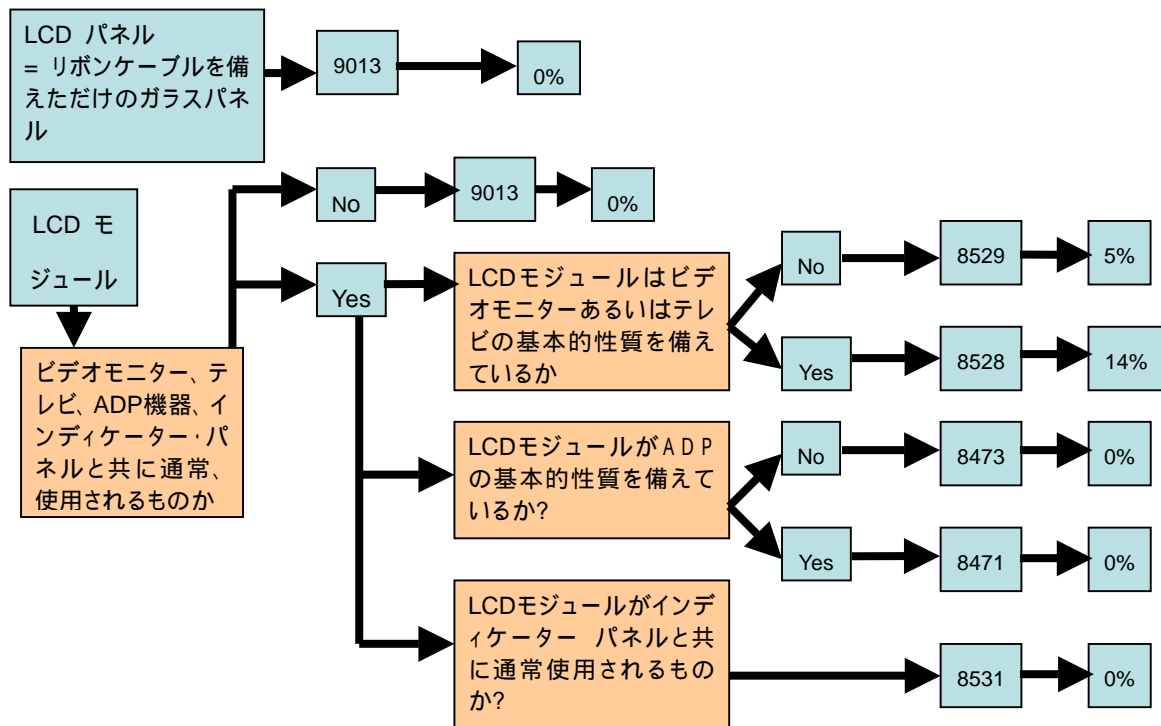 LCD パネル
= リボンケーブルを備
えただけのガラスパネ
ル
9013
0%
LCD モ
ジュール
No
9013
0%
ビデオモニター、テ
レビ、ADP機器、イ
ンディケーター・パ
ネルと共に通常、
使用されるものか
Yes
LCDモジュールはビデ
オモニターあるいはテレ
ビの基本的性質を備え
ているか
No
8529
5%
Yes
8528
14%
LCDモジュールがADP
の基本的性質を備えて
いるか?
No
8473
0%
Yes
8471
0%
LCDモジュールがインデ
ィケーター パネルと共
に通常使用されるもの
か?
8531
0%